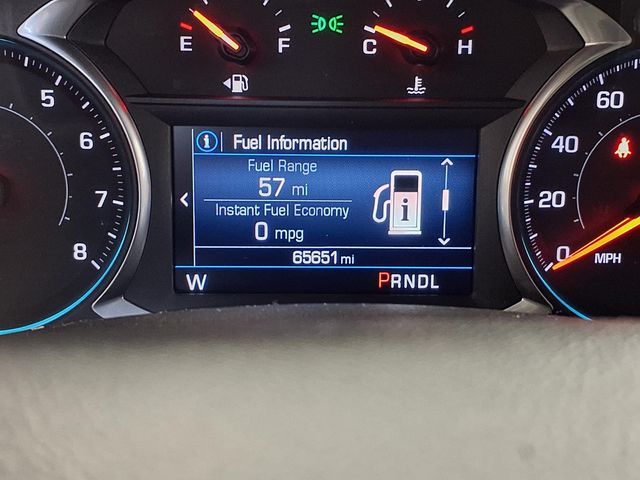 E F
C H
5
6
7
8
i Fuel Information
Fuel Range
57 mi
Instant Fuel Economy
0 mpg
i
65651 mi
W PRNDL
60
40
20
0
MPH